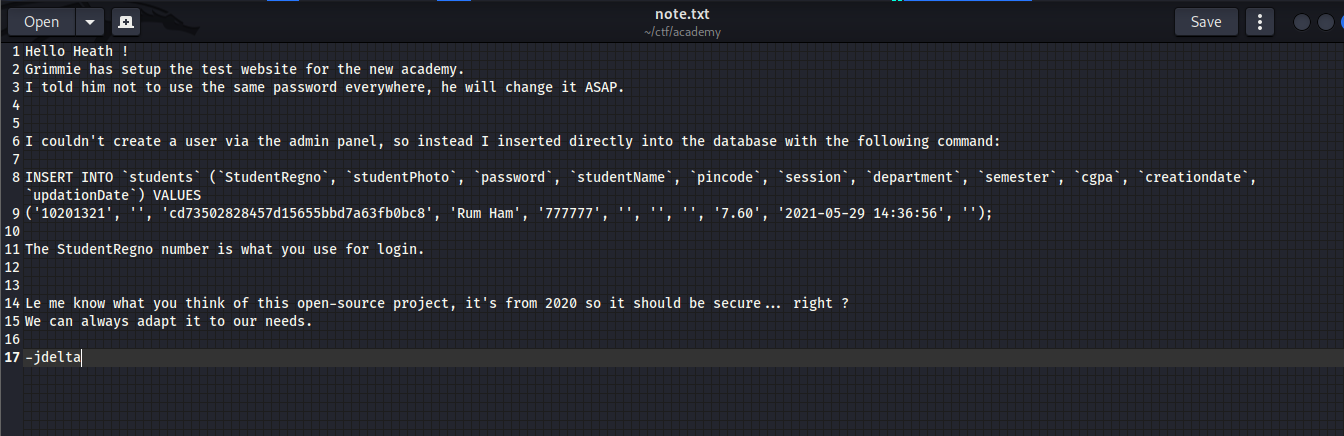 Open
note.txt
~/ctf/academy
Save
1 Hello Heath !
2 Grimmie has setup the test website for the new academy.
3 I told him not to use the same password everywhere, he will change it ASAP.
4
5
6 I couldn't create a user via the admin panel, so instead I inserted directly into the database with the following command:
7
8 INSERT INTO `students` (`StudentRegno`, `studentPhoto`, `password`, `studentName`, `pincode`, `session`, `department`, `semester`, `cgpa`, `creationdate`,
`updationDate`) VALUES
9 ('10201321', '', 'cd73502828457d15655bbd7a63fb0bc8', 'Rum Ham', '777777', '', '', '', '7.60', '2021-05-29 14:36:56', '');
10
11 The StudentRegno number is what you use for login.
12
13
14 Le me know what you think of this open-source project, it's from 2020 so it should be secure... right ?
15 We can always adapt it to our needs.
16
17 -jdelta